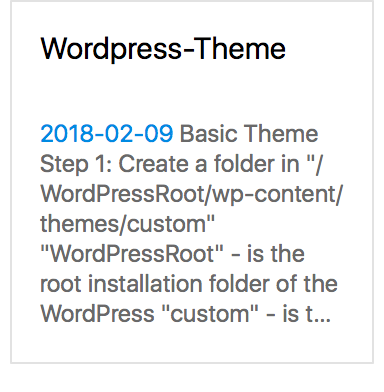 Wordpress-Theme
2018-02-09 Basic Theme
Step 1: Create a folder in "/
WordPressRoot/wp-content/
themes/custom"
"WordPressRoot" - is the
root installation folder of the
WordPress "custom" - is t...